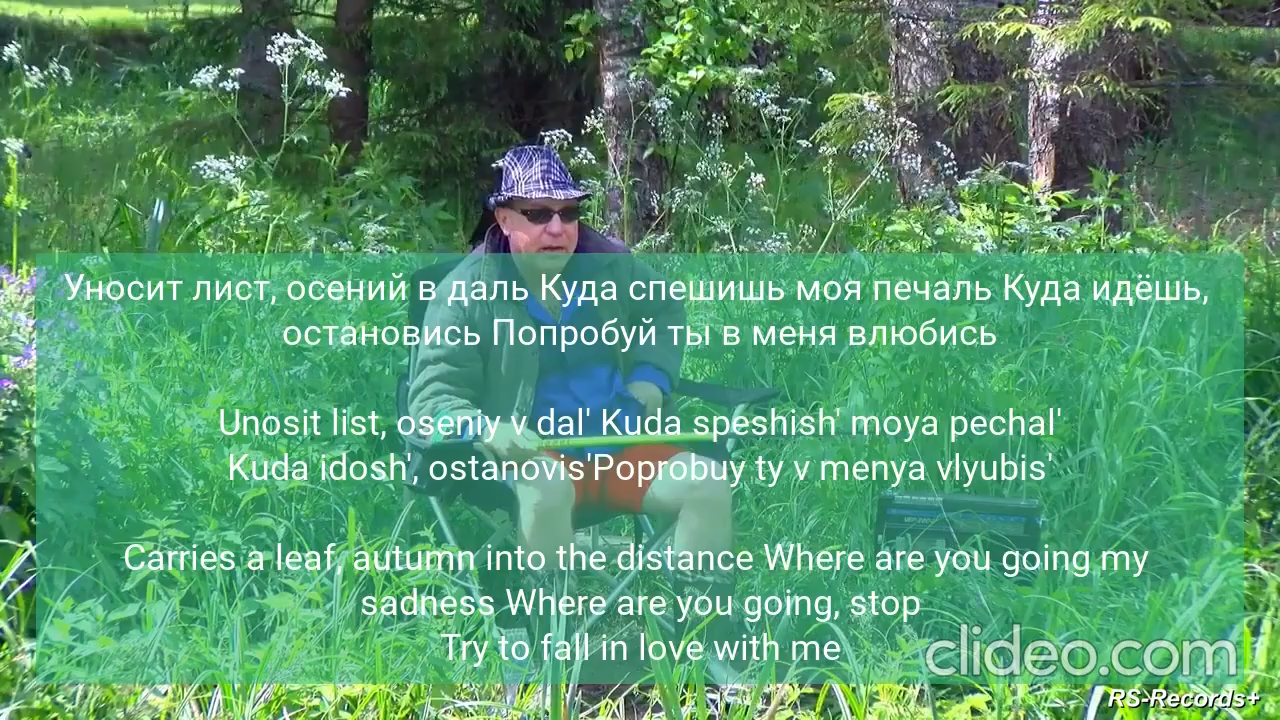 Уносит лист, осений в даль Куда спешишь моя печаль Куда идёшь,
остановись Попробуй ты в меня влюбись
Unosit list, oseniy v dal' Kuda speshish' moya pechal'
Kuda idosh', ostanovis'Poprobuy ty v menya vlyubis'
Carries a leaf, autumn into the distance Where are you going my
sadness Where are you going, stop
Try to fall in love with me
clideo.com
RS-Records+